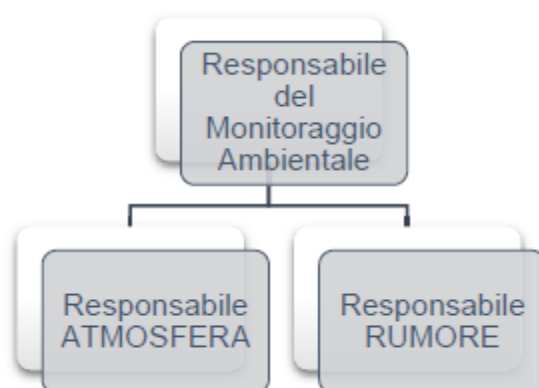 Responsabile
del
Monitoraggio
Ambientale
Responsabile
ATMOSFERA
Responsabile
RUMORE